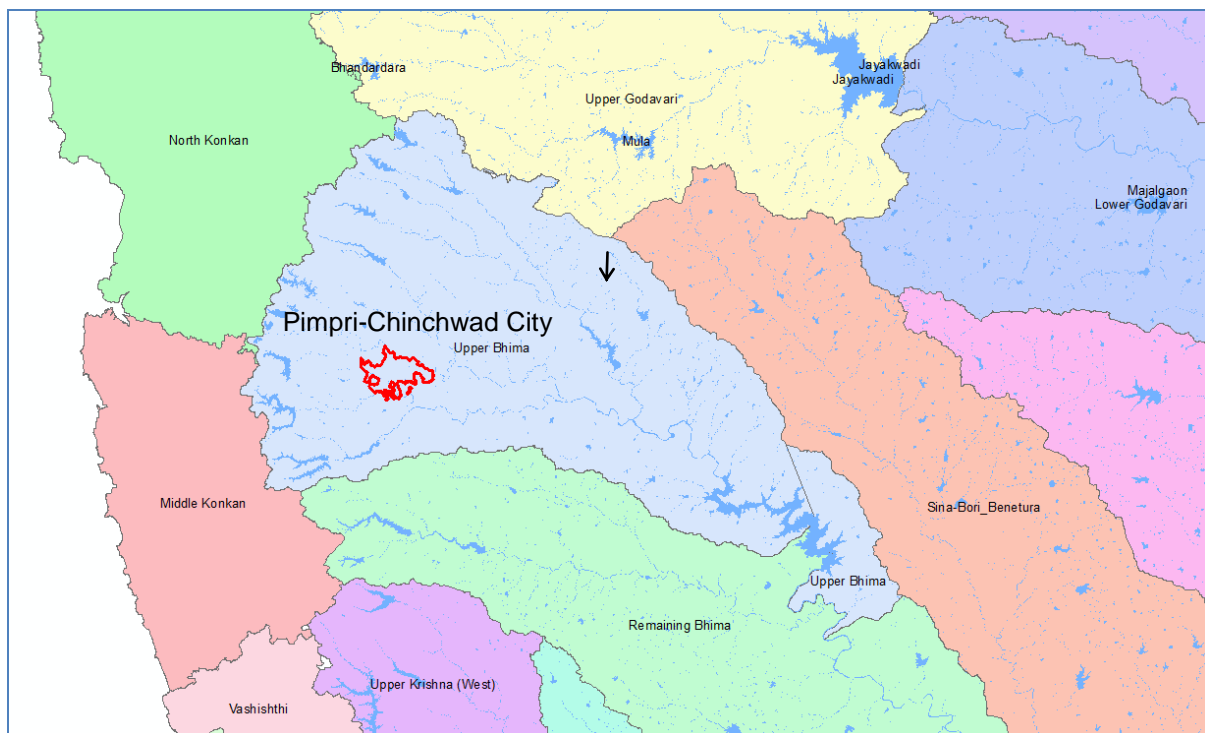 Bhandardara
Jayakwadi
Jayakwadi
Upper Godavari
North Konkan
Mula
Majalgaon
Lower Godavari
Pimpri-Chinchwad City
Upper Bhima
Middle Konkan
Sina-Bori_Benetura
Upper Bhima
Remaining Bhima
Upper Krishna (West)
Vashishthi